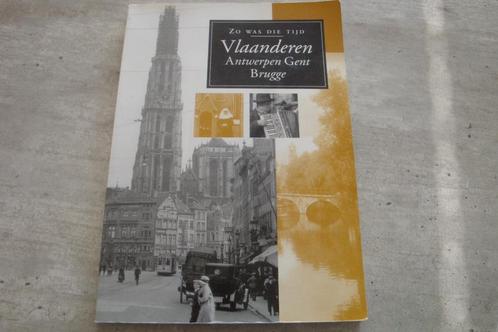 Zo was die tijd
Vlaanderen
Antwerpen Gent
Brugge